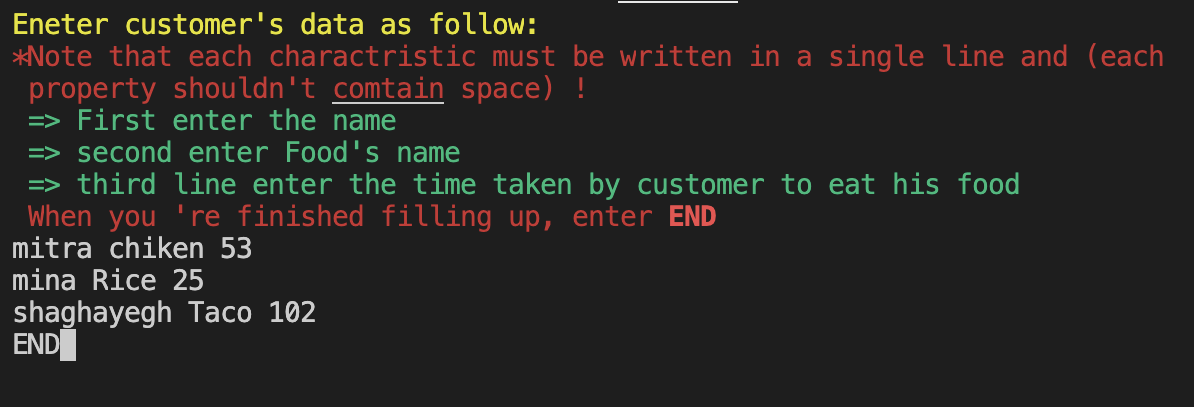 Eneter customer's data as follow:
*Note that each charactristic must be written in a single line and (each
property shouldn't comtain space) !
=> First enter the name
=> second enter Food's name
=> third line enter the time taken by customer to eat his food
When you 're finished filling up, enter END
mitra chiken 53
mina Rice 25
shaghayegh Taco 102
END